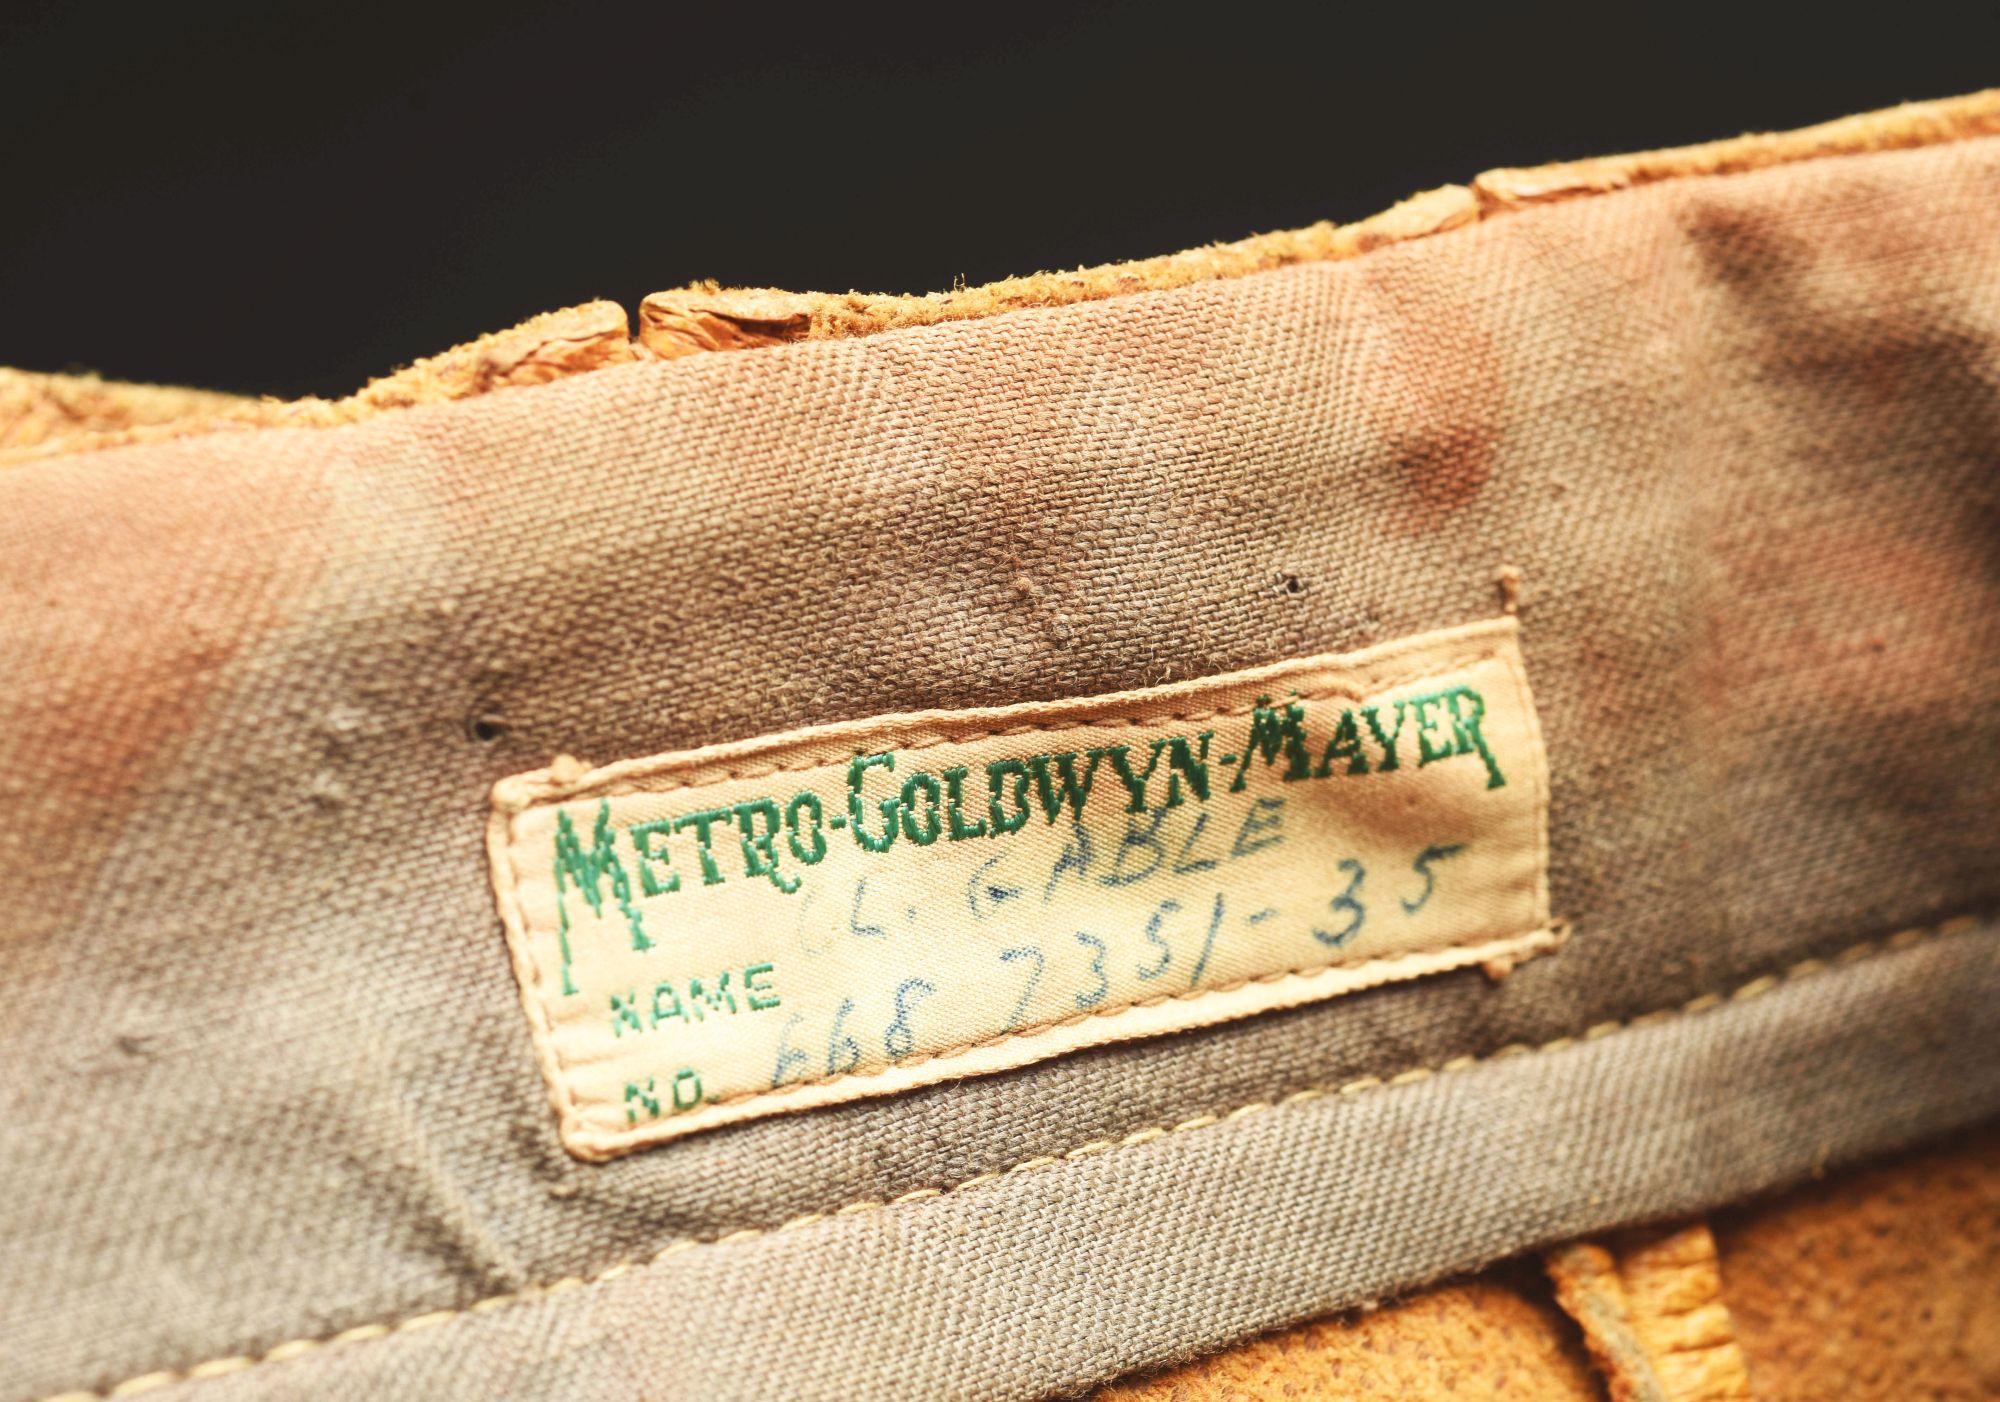 METRO-GOLDWYN-MAYER
NAME CL. GABLE
NO. 668 7351-35